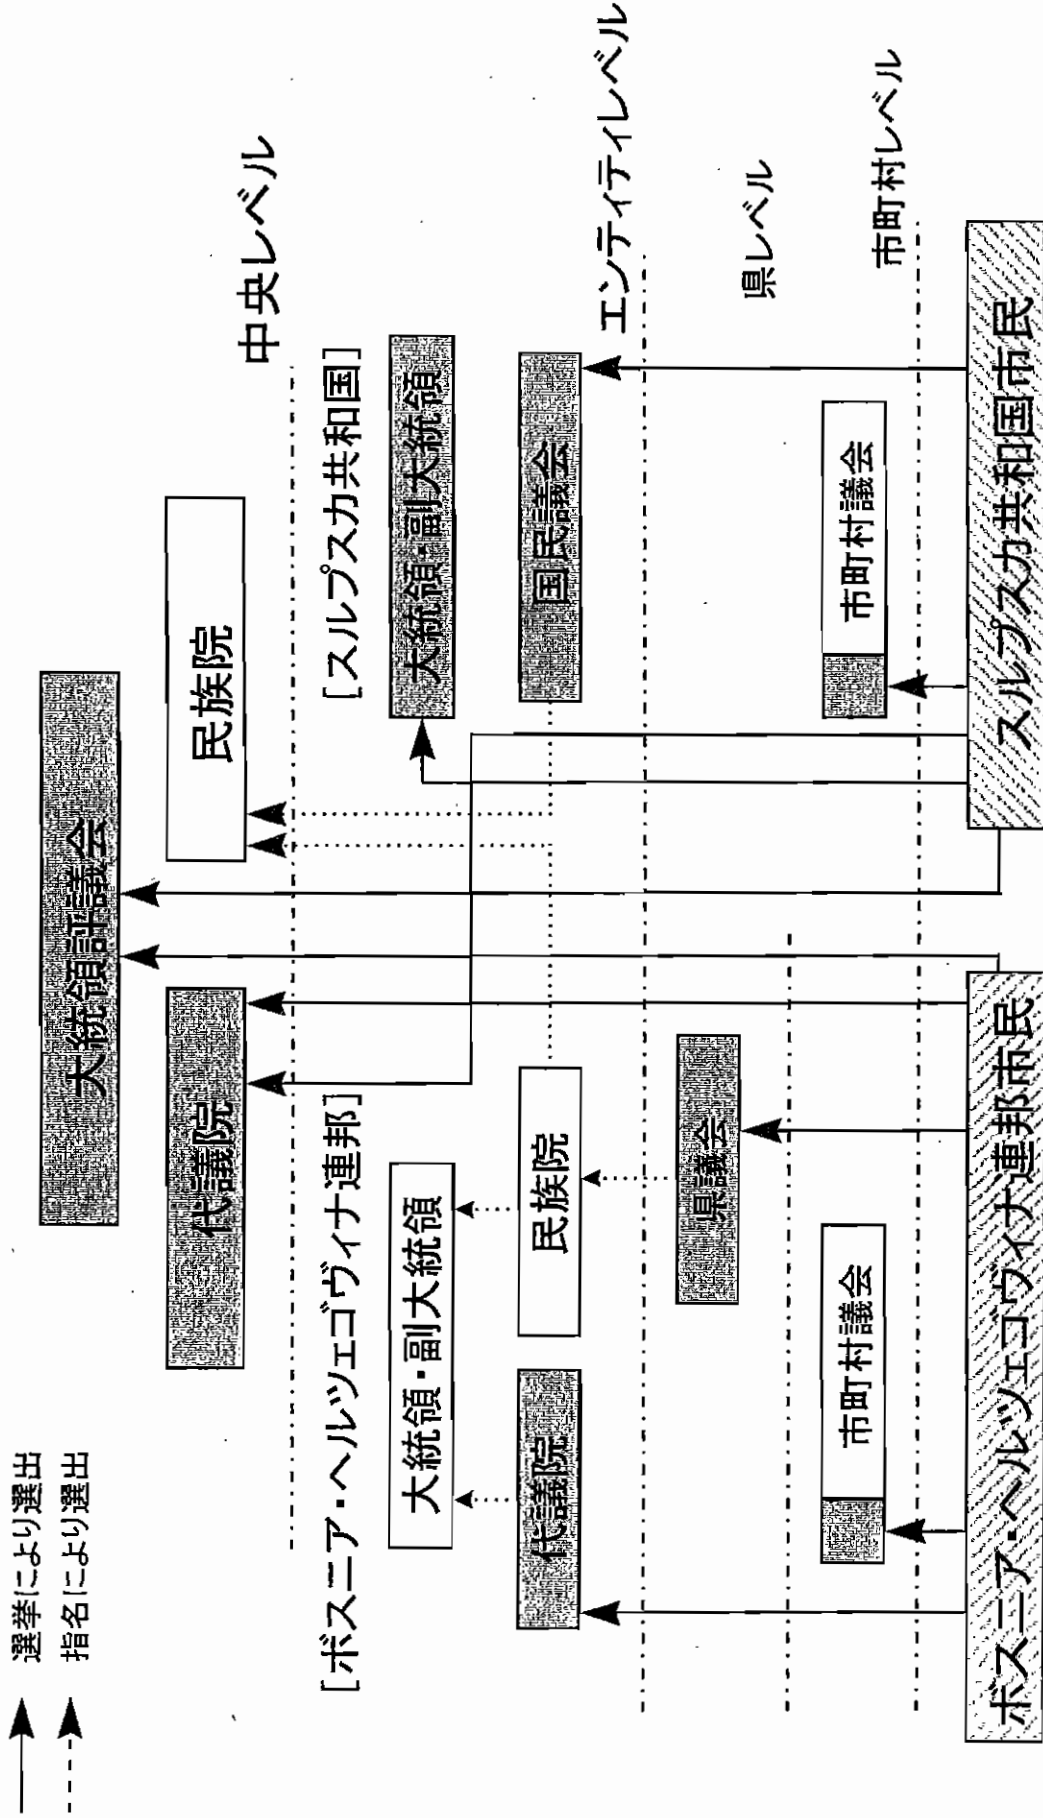 選挙により選出
指名により選出
大統領評議会
代議院
民族院
中央レベル
[ボスニア・ヘルツェゴヴィナ連邦]
[スルプスカ共和国]
大統領・副大統領
大統領・副大統領
代議院
民族院
国民議会
エンティティレベル
県議会
県レベル
市町村議会
市町村議会
市町村レベル
ボスニア・ヘルツェゴヴィナ連邦市民
スルプスカ共和国市民